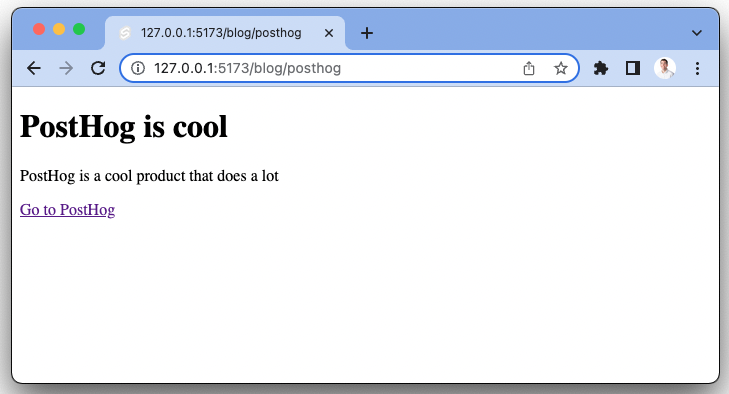 127.0.0.1:5173/blog/posthog
127.0.0.1:5173/blog/posthog
PostHog is cool
PostHog is a cool product that does a lot
Go to PostHog